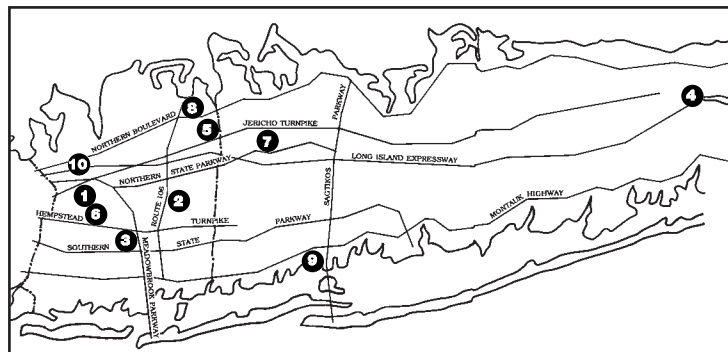 8
4
NORTHERN BOULEVARD
5
JERICHO TURNPIKE
PARKWAY
7
10
LONG ISLAND EXPRESSWAY
NORTHERN STATE PARKWAY
1
ROUTE 106
2
SAGTIKOS
6
HEMPSTEAD TURNPIKE
MONTAUK HIGHWAY
3
SOUTHERN STATE PARKWAY
MEADOWBROOK PARKWAY
9